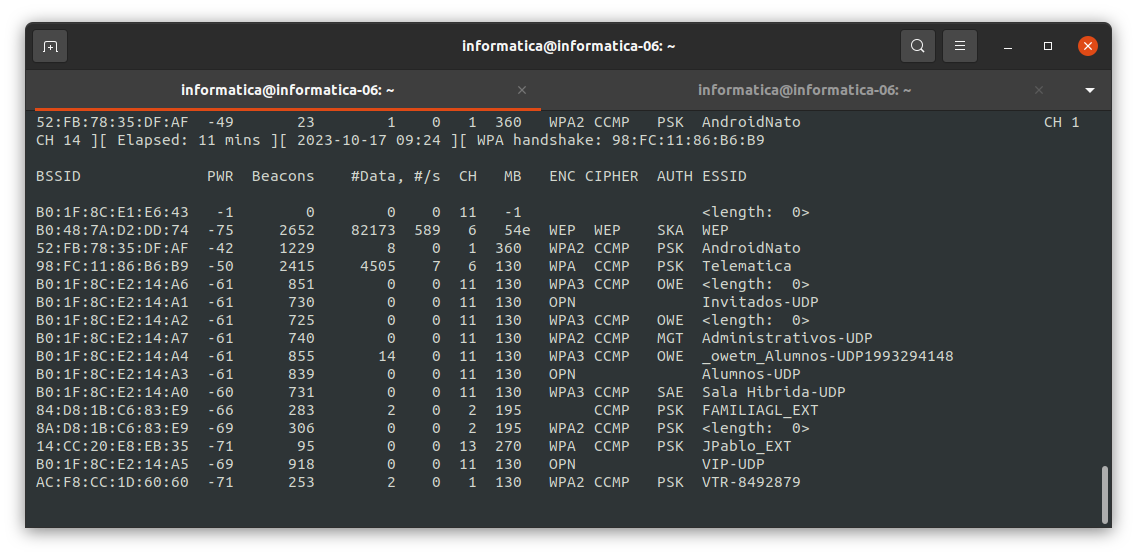 informatica@informatica-06: ~
informatica@informatica-06: ~ informatica@informatica-06: ~
52:FB:78:35:DF:AF  -49       23        1    0   1  360   WPA2 CCMP   PSK  AndroidNato                           CH 1
CH 14 ][ Elapsed: 11 mins ][ 2023-10-17 09:24 ][ WPA handshake: 98:FC:11:86:B6:B9
BSSID              PWR  Beacons    #Data, #/s  CH   MB   ENC CIPHER  AUTH ESSID
B0:1F:8C:E1:E6:43   -1        0        0    0  11   -1                    <length:  0>
B0:48:7A:D2:DD:74  -75     2652    82173  589   6   54e  WEP  WEP    SKA  WEP
52:FB:78:35:DF:AF  -42     1229        8    0   1  360   WPA2 CCMP   PSK  AndroidNato
98:FC:11:86:B6:B9  -50     2415     4505    7   6  130   WPA  CCMP   PSK  Telematica
B0:1F:8C:E2:14:A6  -61      851        0    0  11  130   WPA3 CCMP   OWE  <length:  0>
B0:1F:8C:E2:14:A1  -61      730        0    0  11  130   OPN              Invitados-UDP
B0:1F:8C:E2:14:A2  -61      725        0    0  11  130   WPA3 CCMP   OWE  <length:  0>
B0:1F:8C:E2:14:A7  -61      740        0    0  11  130   WPA2 CCMP   MGT  Administrativos-UDP
B0:1F:8C:E2:14:A4  -61      855       14    0  11  130   WPA3 CCMP   OWE  _owetm_Alumnos-UDP1993294148
B0:1F:8C:E2:14:A3  -61      839        0    0  11  130   OPN              Alumnos-UDP
B0:1F:8C:E2:14:A0  -60      731        0    0  11  130   WPA3 CCMP   SAE  Sala Hibrida-UDP
84:D8:1B:C6:83:E9  -66      283        2    0   2  195        CCMP   PSK  FAMILIAGL_EXT
8A:D8:1B:C6:83:E9  -69      306        0    0   2  195   WPA2 CCMP   PSK  <length:  0>
14:CC:20:E8:EB:35  -71       95        0    0  13  270   WPA  CCMP   PSK  JPablo_EXT
B0:1F:8C:E2:14:A5  -69      918        0    0  11  130   OPN              VIP-UDP
AC:F8:CC:1D:60:60  -71      253        2    0   1  130   WPA2 CCMP   PSK  VTR-8492879